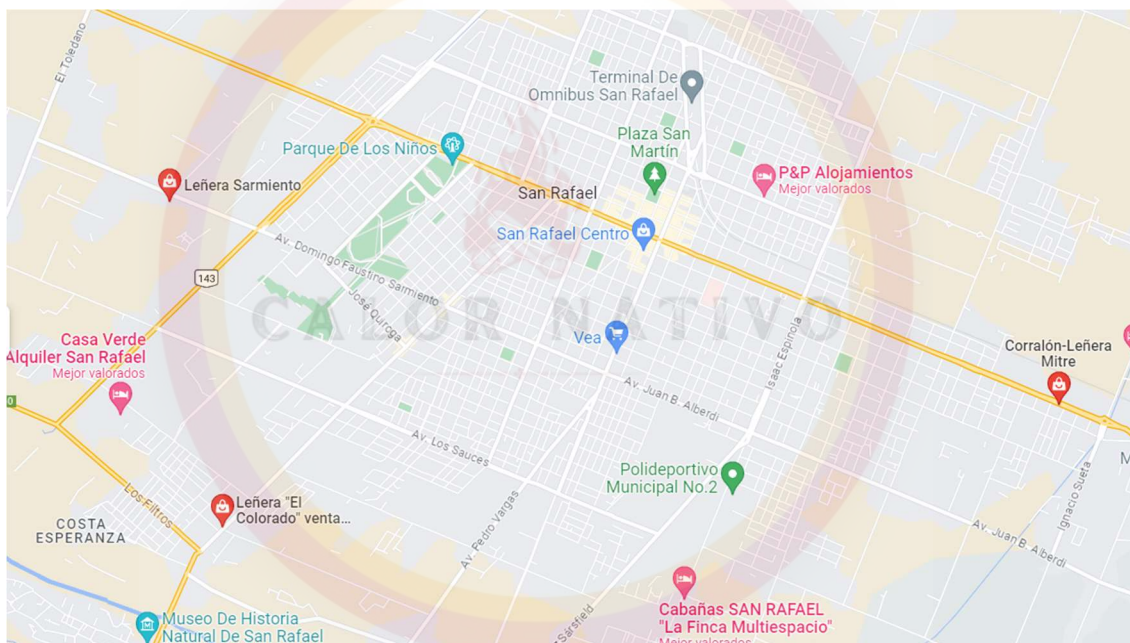 El Toledano
Terminal De
Omnibus San Rafael
Plaza San
Martín
Parque De Los Niños
P&P Alojamientos
Mejor valorados
Leñera Sarmiento
San Rafael
San Rafael Centro
Av. Domingo Faustino Sarmiento
143
José Quiroga
CALOR NATIVO
Isaac Espinola
Casa Verde
Alquiler San Rafael
Mejor valorados
Vea
Corralón-Leñera
Mitre
Av. Juan B. Alberdi
0
Av. Los Sauces
M
Polideportivo
Municipal No.2
Los Filtros
Leñera "El
Colorado" venta...
Ignacio Sueta
COSTA
ESPERANZA
Av. Pedro Vargas
Av. Juan B. Alberdi
Cabañas SAN RAFAEL
"La Finca Multiespacio"
Mejor valorados
Museo De Historia
Natural De San Rafael
Sársfield